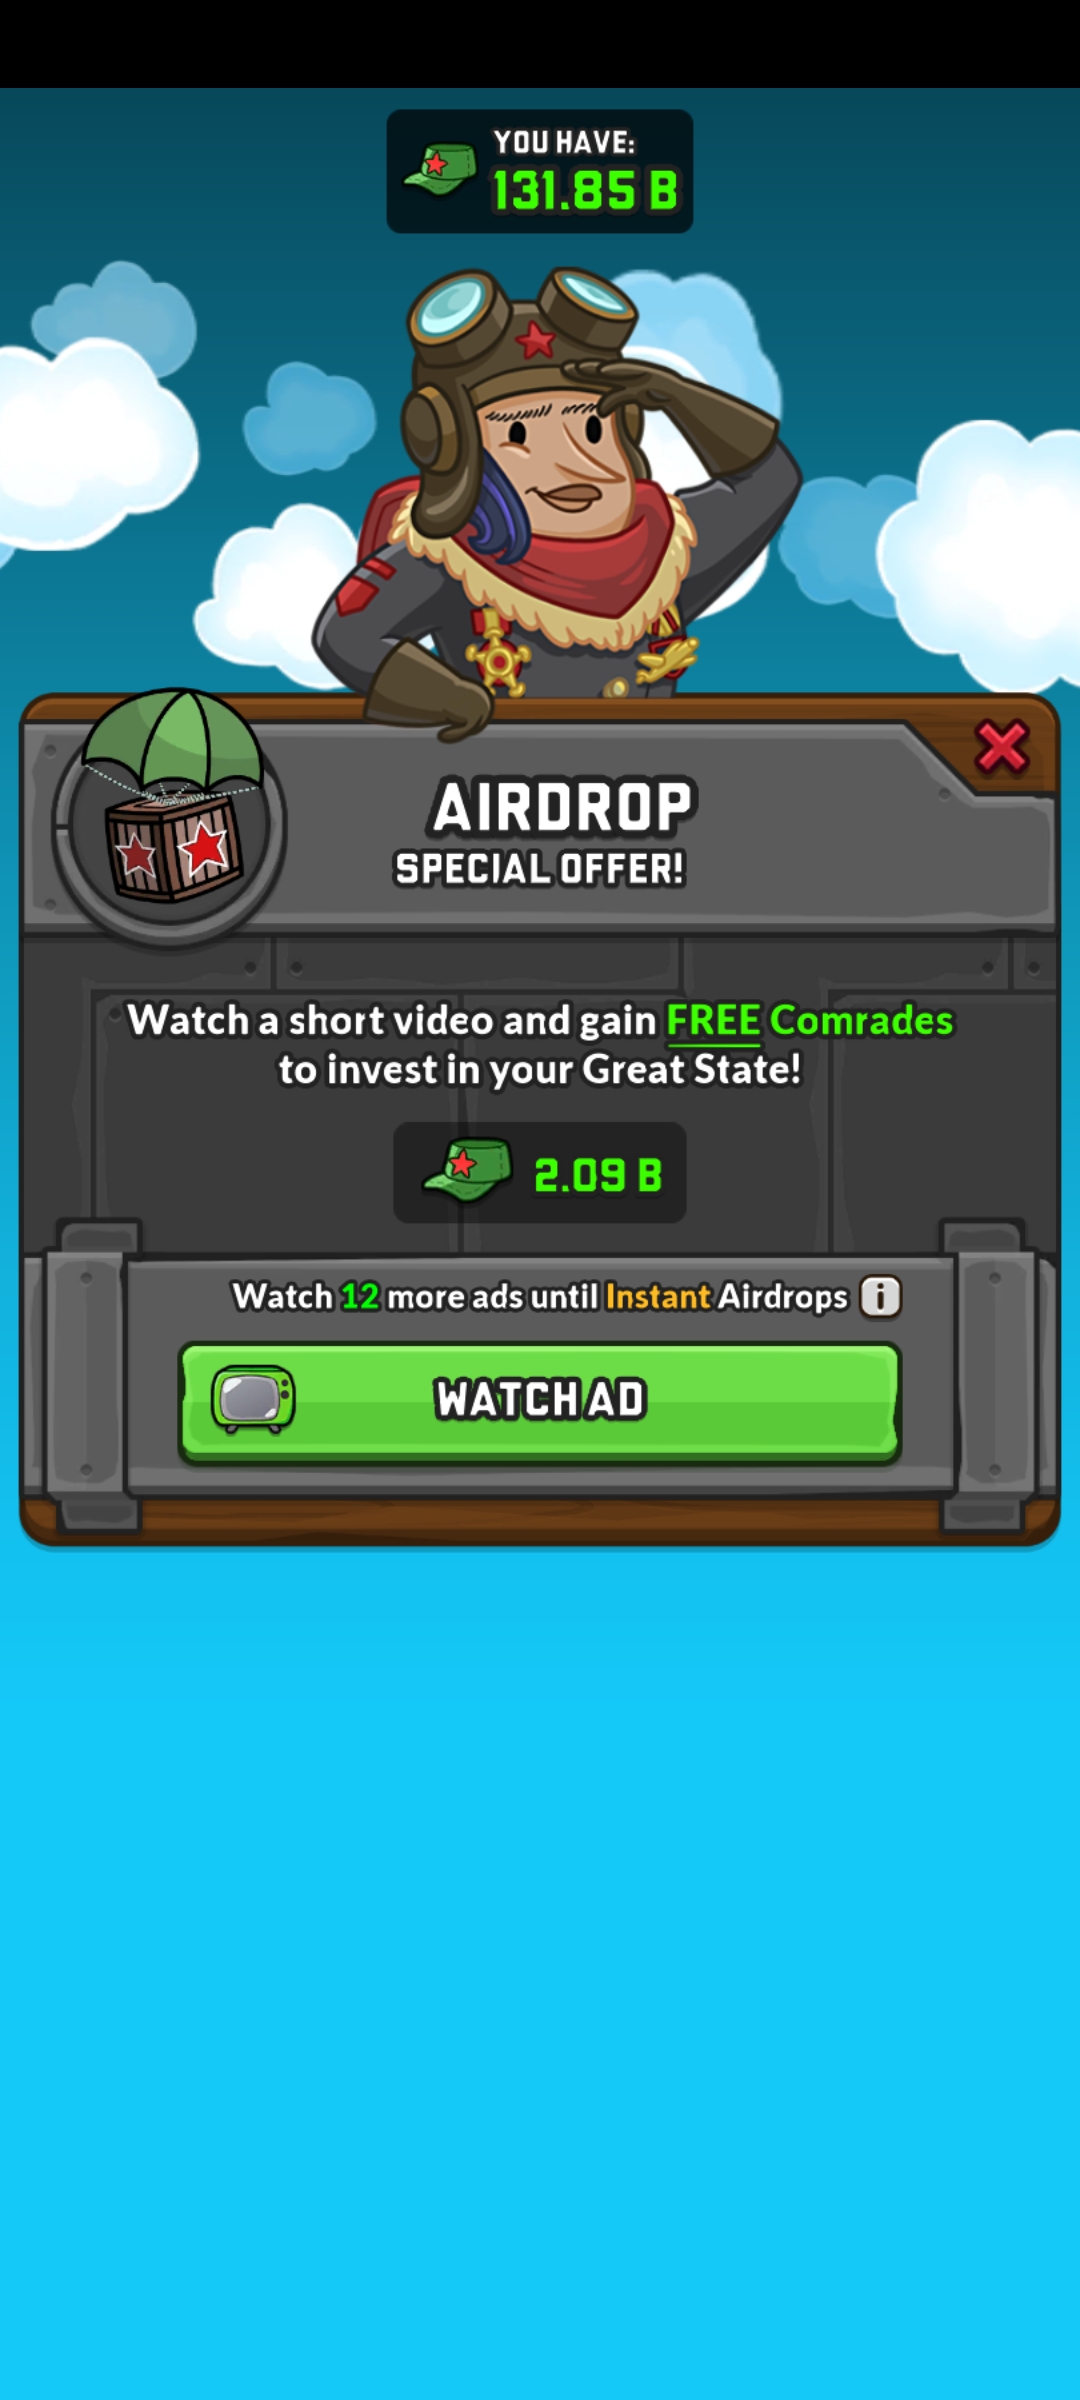 YOU HAVE:
131.85 B
AIRDROP
SPECIAL OFFER!
Watch a short video and gain FREE Comrades
to invest in your Great State!
2.09 B
Watch 12 more ads until Instant Airdrops i
WATCH AD